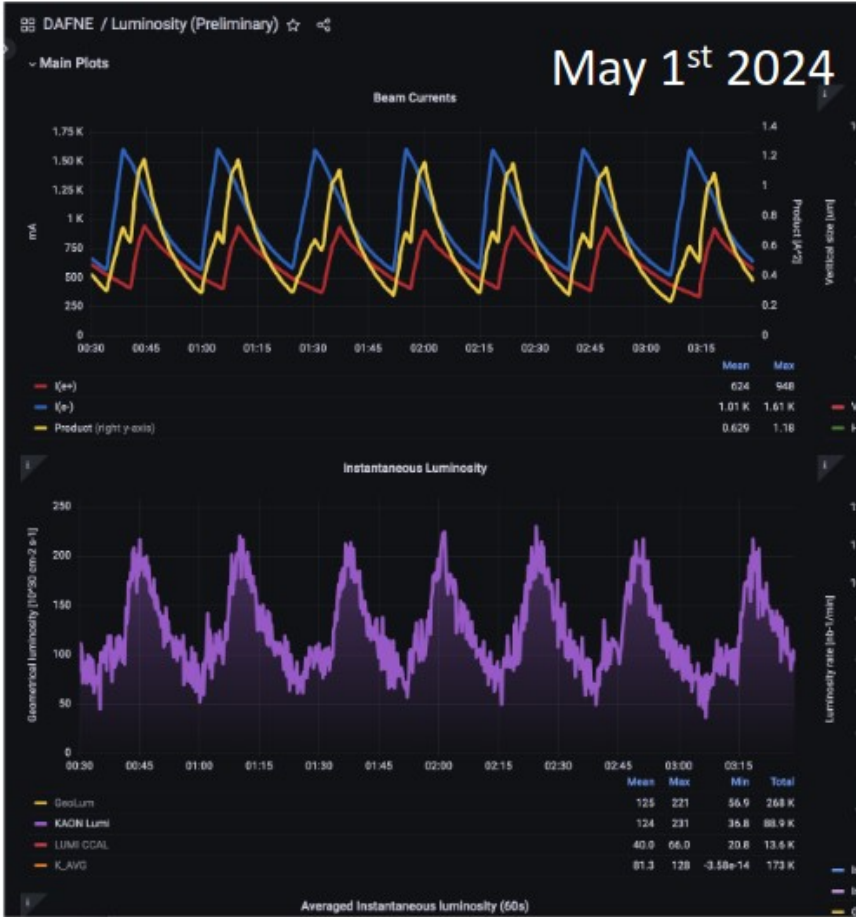 DAFNE / Luminosity (Preliminary)
Main Plots
May 1st 2024
Beam Currents
1.75 K
1.50 K
1.25 K
1 K
750
500
250
0
mA
1.4
1.2
1
0.8
0.6
0.4
0.2
0
Product [A^2]
Vertical size [um]
00:30 00:45 01:00 01:15 01:30 01:45 02:00 02:15 02:30 02:45 03:00 03:15
Mean Max
I(e+) 624 948
I(e-) 1.01 K 1.61 K
Product (right y-axis) 0.629 1.18
Instantaneous Luminosity
250
200
150
100
50
0
Geometrical luminosity [10^30 cm-2 s-1]
Luminosity rate [nb-1/min]
00:30 00:45 01:00 01:15 01:30 01:45 02:00 02:15 02:30 02:45 03:00 03:15
Mean Max Min Total
GeoLum 125 221 56.9 268 K
KAON Lumi 124 231 36.8 88.9 K
LUMI CCAL 40.0 66.0 20.8 13.6 K
K_AVG 81.3 128 -3.58e-14 173 K
Averaged Instantaneous luminosity (60s)